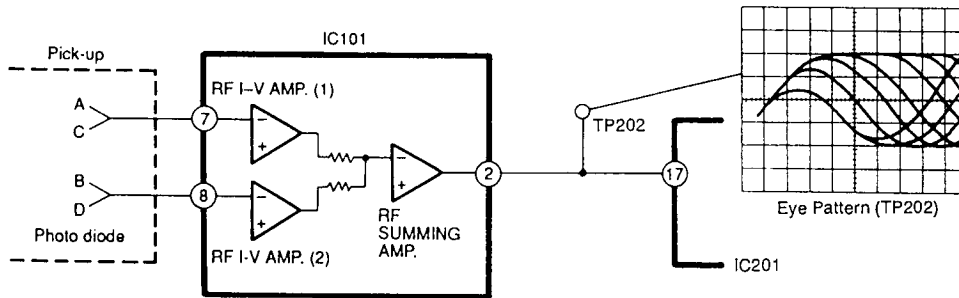 IC101
Pick-up
RF I-V AMP. (1)
A
C
7
−
+
TP202
−
+
2
17
B
D
8
−
+
RF
SUMMING
AMP.
Photo diode
RF I-V AMP. (2)
Eye Pattern (TP202)
IC201